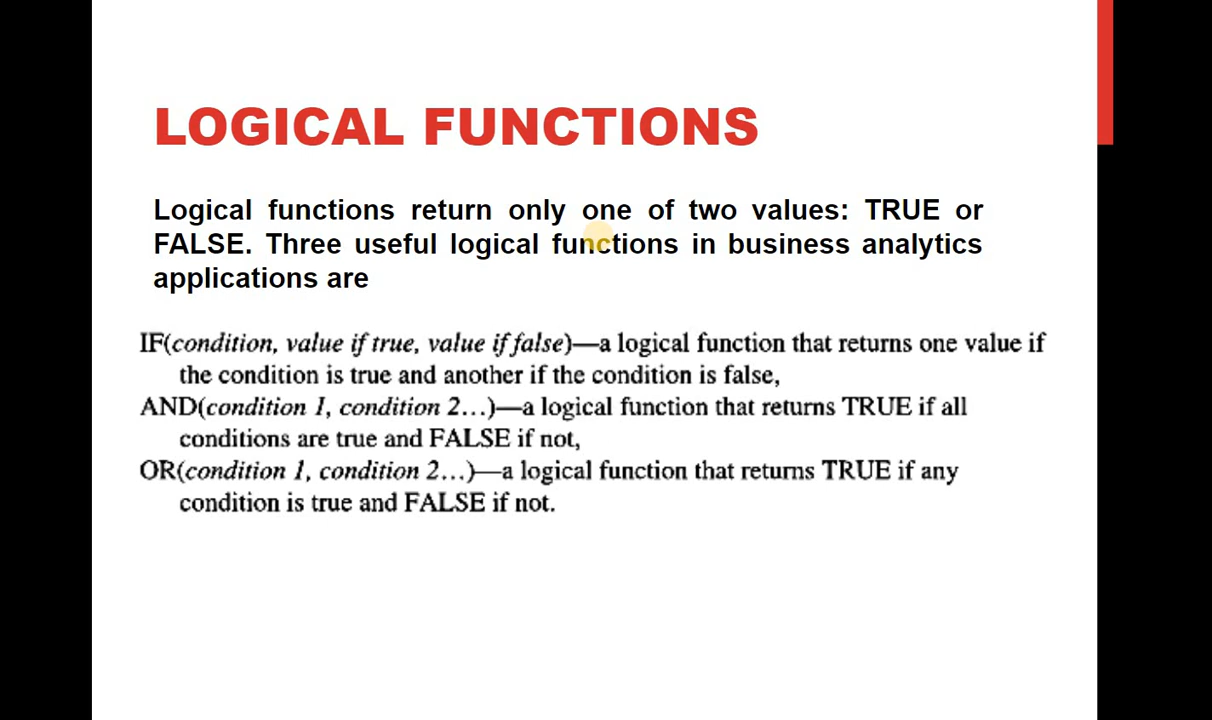 LOGICAL FUNCTIONS
Logical functions return only one of two values: TRUE or
FALSE. Three useful logical functions in business analytics
applications are
IF(condition, value if true, value if false)—a logical function that returns one value if
the condition is true and another if the condition is false,
AND(condition 1, condition 2…)—a logical function that returns TRUE if all
conditions are true and FALSE if not,
OR(condition 1, condition 2…)—a logical function that returns TRUE if any
condition is true and FALSE if not.